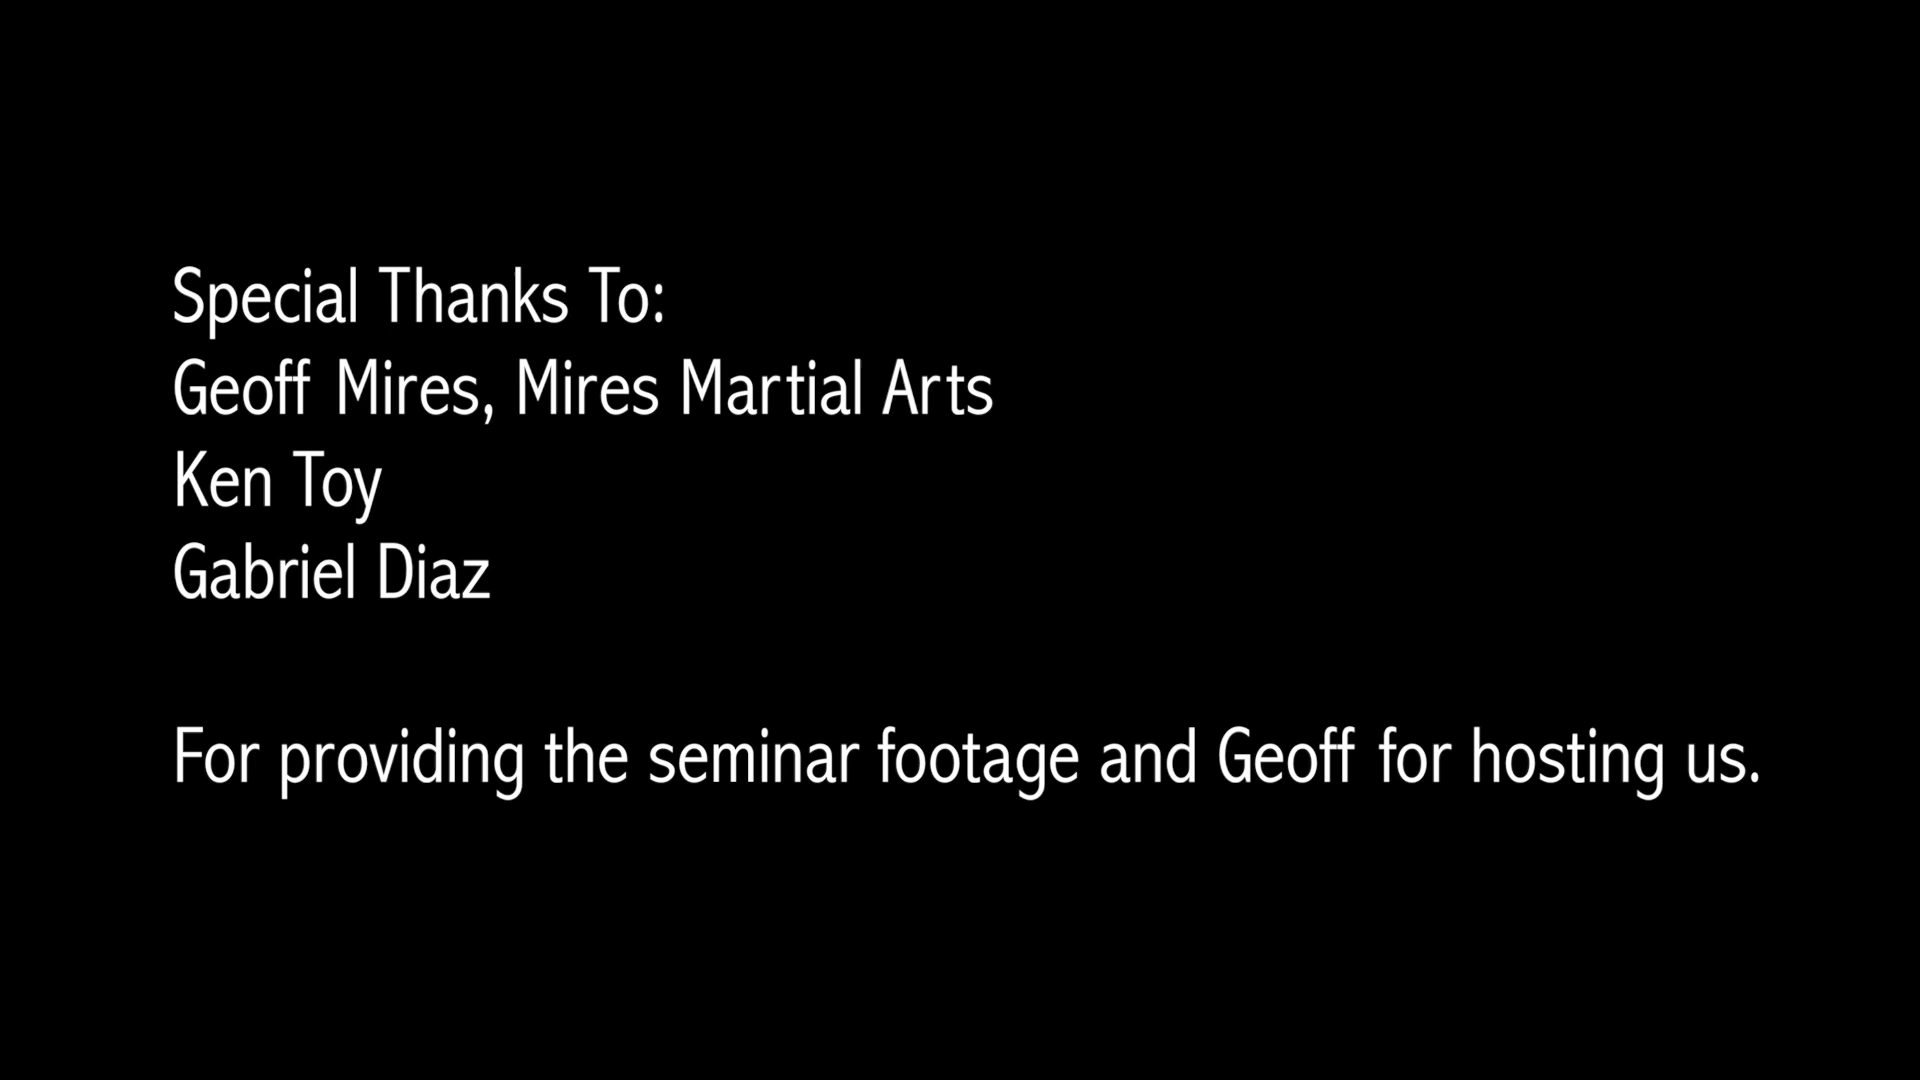 Special Thanks To:
Geoff Mires, Mires Martial Arts
Ken Toy
Gabriel Diaz
For providing the seminar footage and Geoff for hosting us.